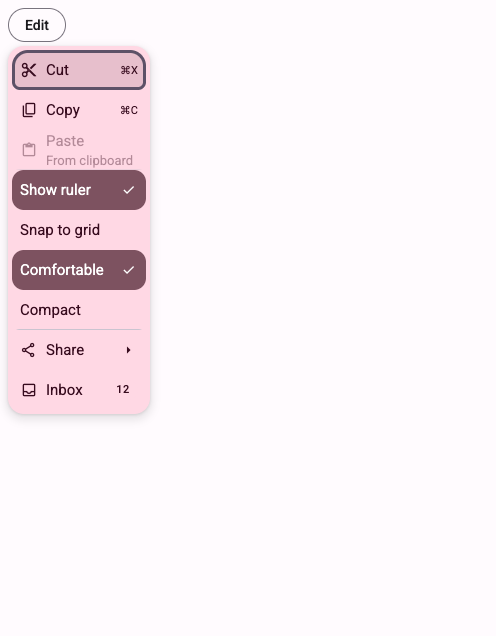 Edit
Cut ⌘X
Copy ⌘C
Paste
From clipboard
Show ruler
Snap to grid
Comfortable
Compact
Share
Inbox 12